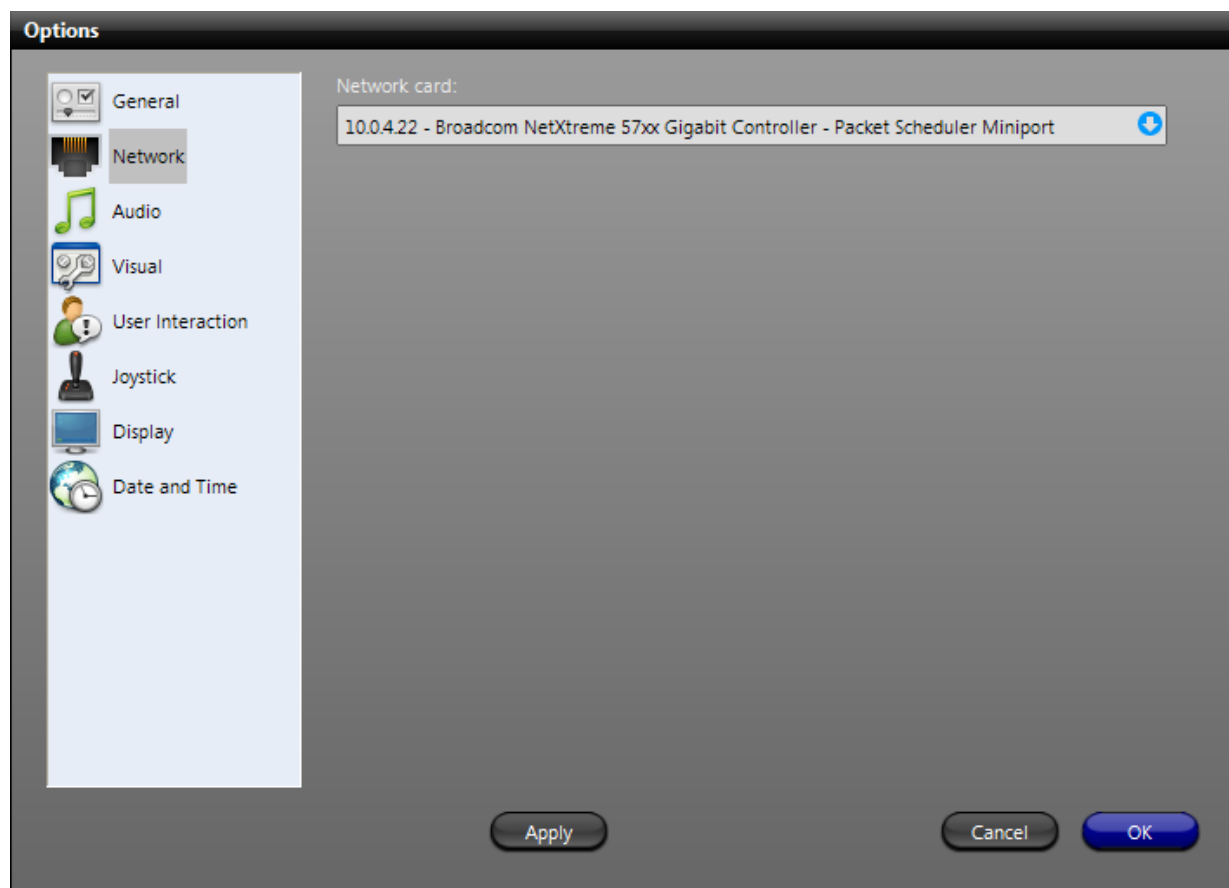 Options
General
Network
Audio
Visual
User Interaction
Joystick
Display
Date and Time
Network card:
10.0.4.22 - Broadcom NetXtreme 57xx Gigabit Controller - Packet Scheduler Miniport
Apply
Cancel
OK